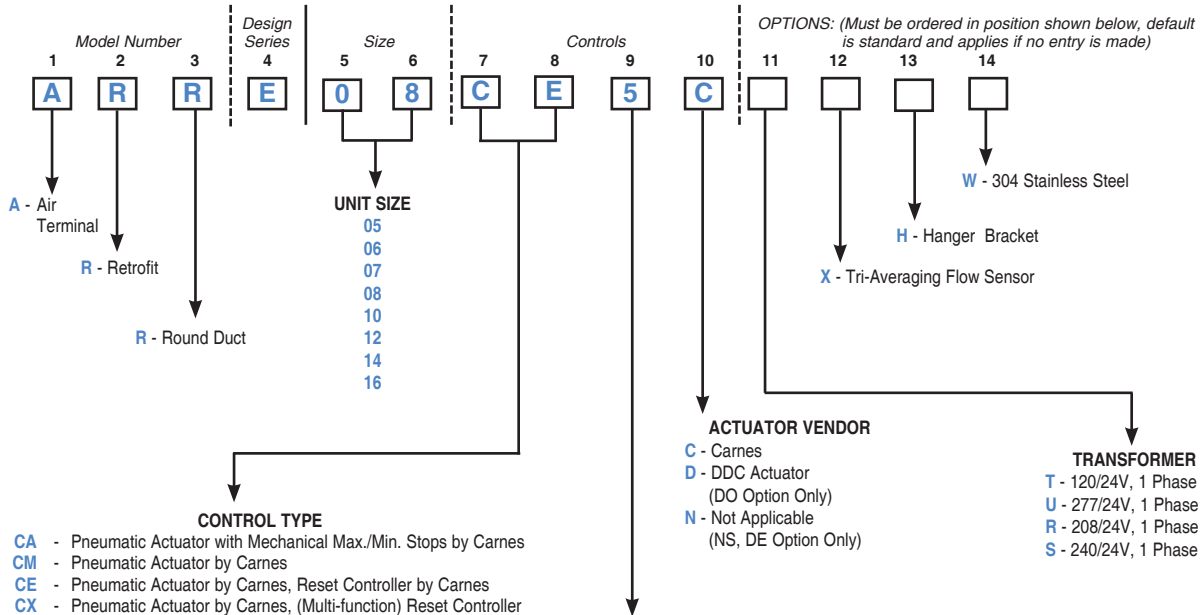 Model Number
Design
Series
Size
Controls
OPTIONS: (Must be ordered in position shown below, default
is standard and applies if no entry is made)
1 2 3 4 5 6 7 8 9 10 11 12 13 14
A R R E 0 8 C E 5 C
A - Air
Terminal
R - Retrofit
R - Round Duct
UNIT SIZE
05
06
07
08
10
12
14
16
W - 304 Stainless Steel
H - Hanger Bracket
X - Tri-Averaging Flow Sensor
ACTUATOR VENDOR
C - Carnes
D - DDC Actuator
(DO Option Only)
N - Not Applicable
(NS, DE Option Only)
TRANSFORMER
T - 120/24V, 1 Phase
U - 277/24V, 1 Phase
R - 208/24V, 1 Phase
S - 240/24V, 1 Phase
CONTROL TYPE
CA - Pneumatic Actuator with Mechanical Max./Min. Stops by Carnes
CM - Pneumatic Actuator by Carnes
CE - Pneumatic Actuator by Carnes, Reset Controller by Carnes
CX - Pneumatic Actuator by Carnes, (Multi-function) Reset Controller